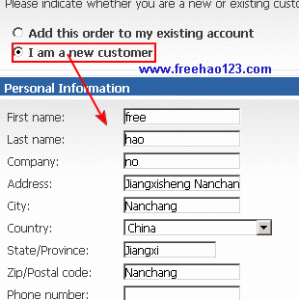 Please indicate whether you are a new or existing custo
Add this order to my existing account
I am a new customer
www.freehao123.com
Personal Information
First name: free
Last name: hao
Company: no
Address: Jiangxisheng Nanchan
City: Nanchang
Country: China
State/Province: Jiangxi
Zip/Postal code: Nanchang
Phone number: